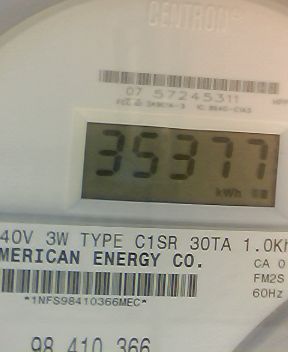 CENTRON®
07 57245311
35377
kWh
40V 3W TYPE C1SR 30TA 1.0Kh
MERICAN ENERGY CO.
CA 0
FM2S
60Hz
*1NFS98410366MEC*
98 410 366